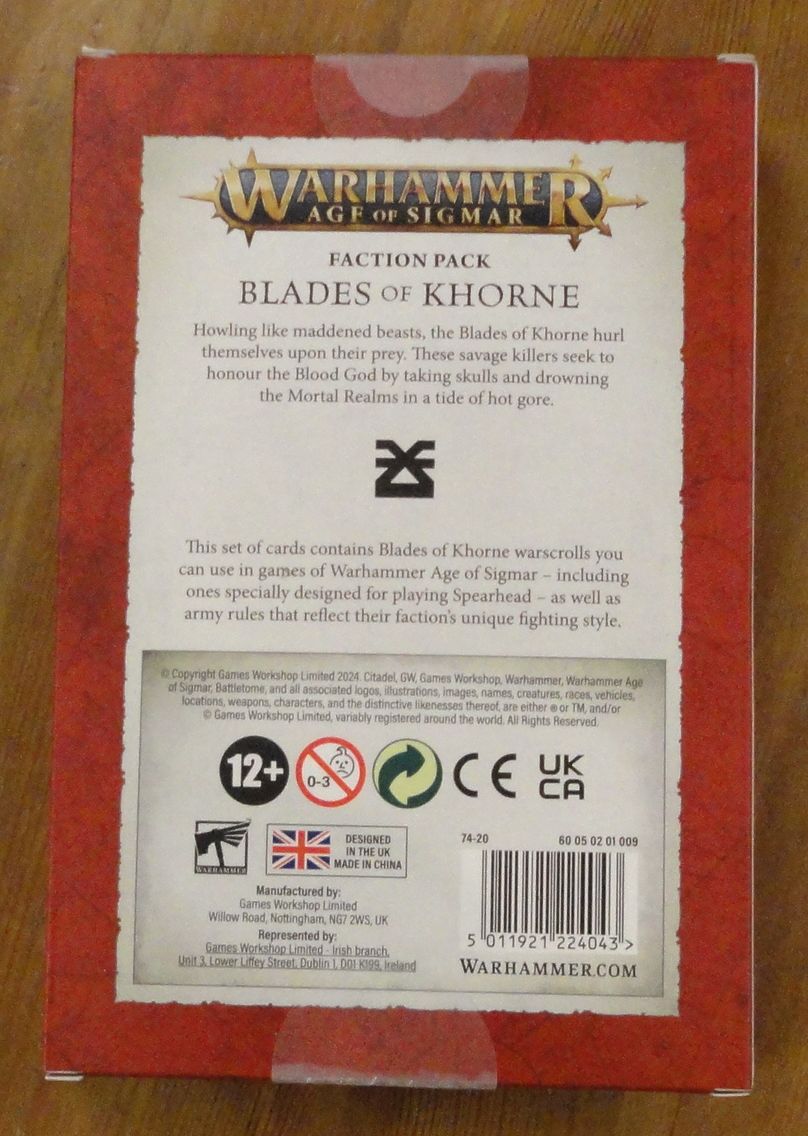 WARHAMMER
AGE OF SIGMAR
FACTION PACK
BLADES OF KHORNE
Howling like maddened beasts, the Blades of Khorne hurl
themselves upon their prey. These savage killers seek to
honour the Blood God by taking skulls and drowning
the Mortal Realms in a tide of hot gore.
This set of cards contains Blades of Khorne warscrolls you
can use in games of Warhammer Age of Sigmar – including
ones specially designed for playing Spearhead – as well as
army rules that reflect their faction's unique fighting style.
© Copyright Games Workshop Limited 2024. Citadel, GW, Games Workshop, Warhammer, Warhammer Age
of Sigmar, Battletome, and all associated logos, illustrations, images, names, creatures, races, vehicles,
locations, weapons, characters, and the distinctive likenesses thereof, are either ® or TM, and/or
© Games Workshop Limited, variably registered around the world. All Rights Reserved.
12+
0-3
CE
UK
CA
WARHAMMER
DESIGNED
IN THE UK
MADE IN CHINA
74-20 60 05 02 01 009
Manufactured by:
Games Workshop Limited
Willow Road, Nottingham, NG7 2WS, UK
Represented by:
Games Workshop Limited - Irish branch,
Unit 3, Lower Liffey Street, Dublin 1, D01 K199, Ireland
5 011921 224043 >
WARHAMMER.COM